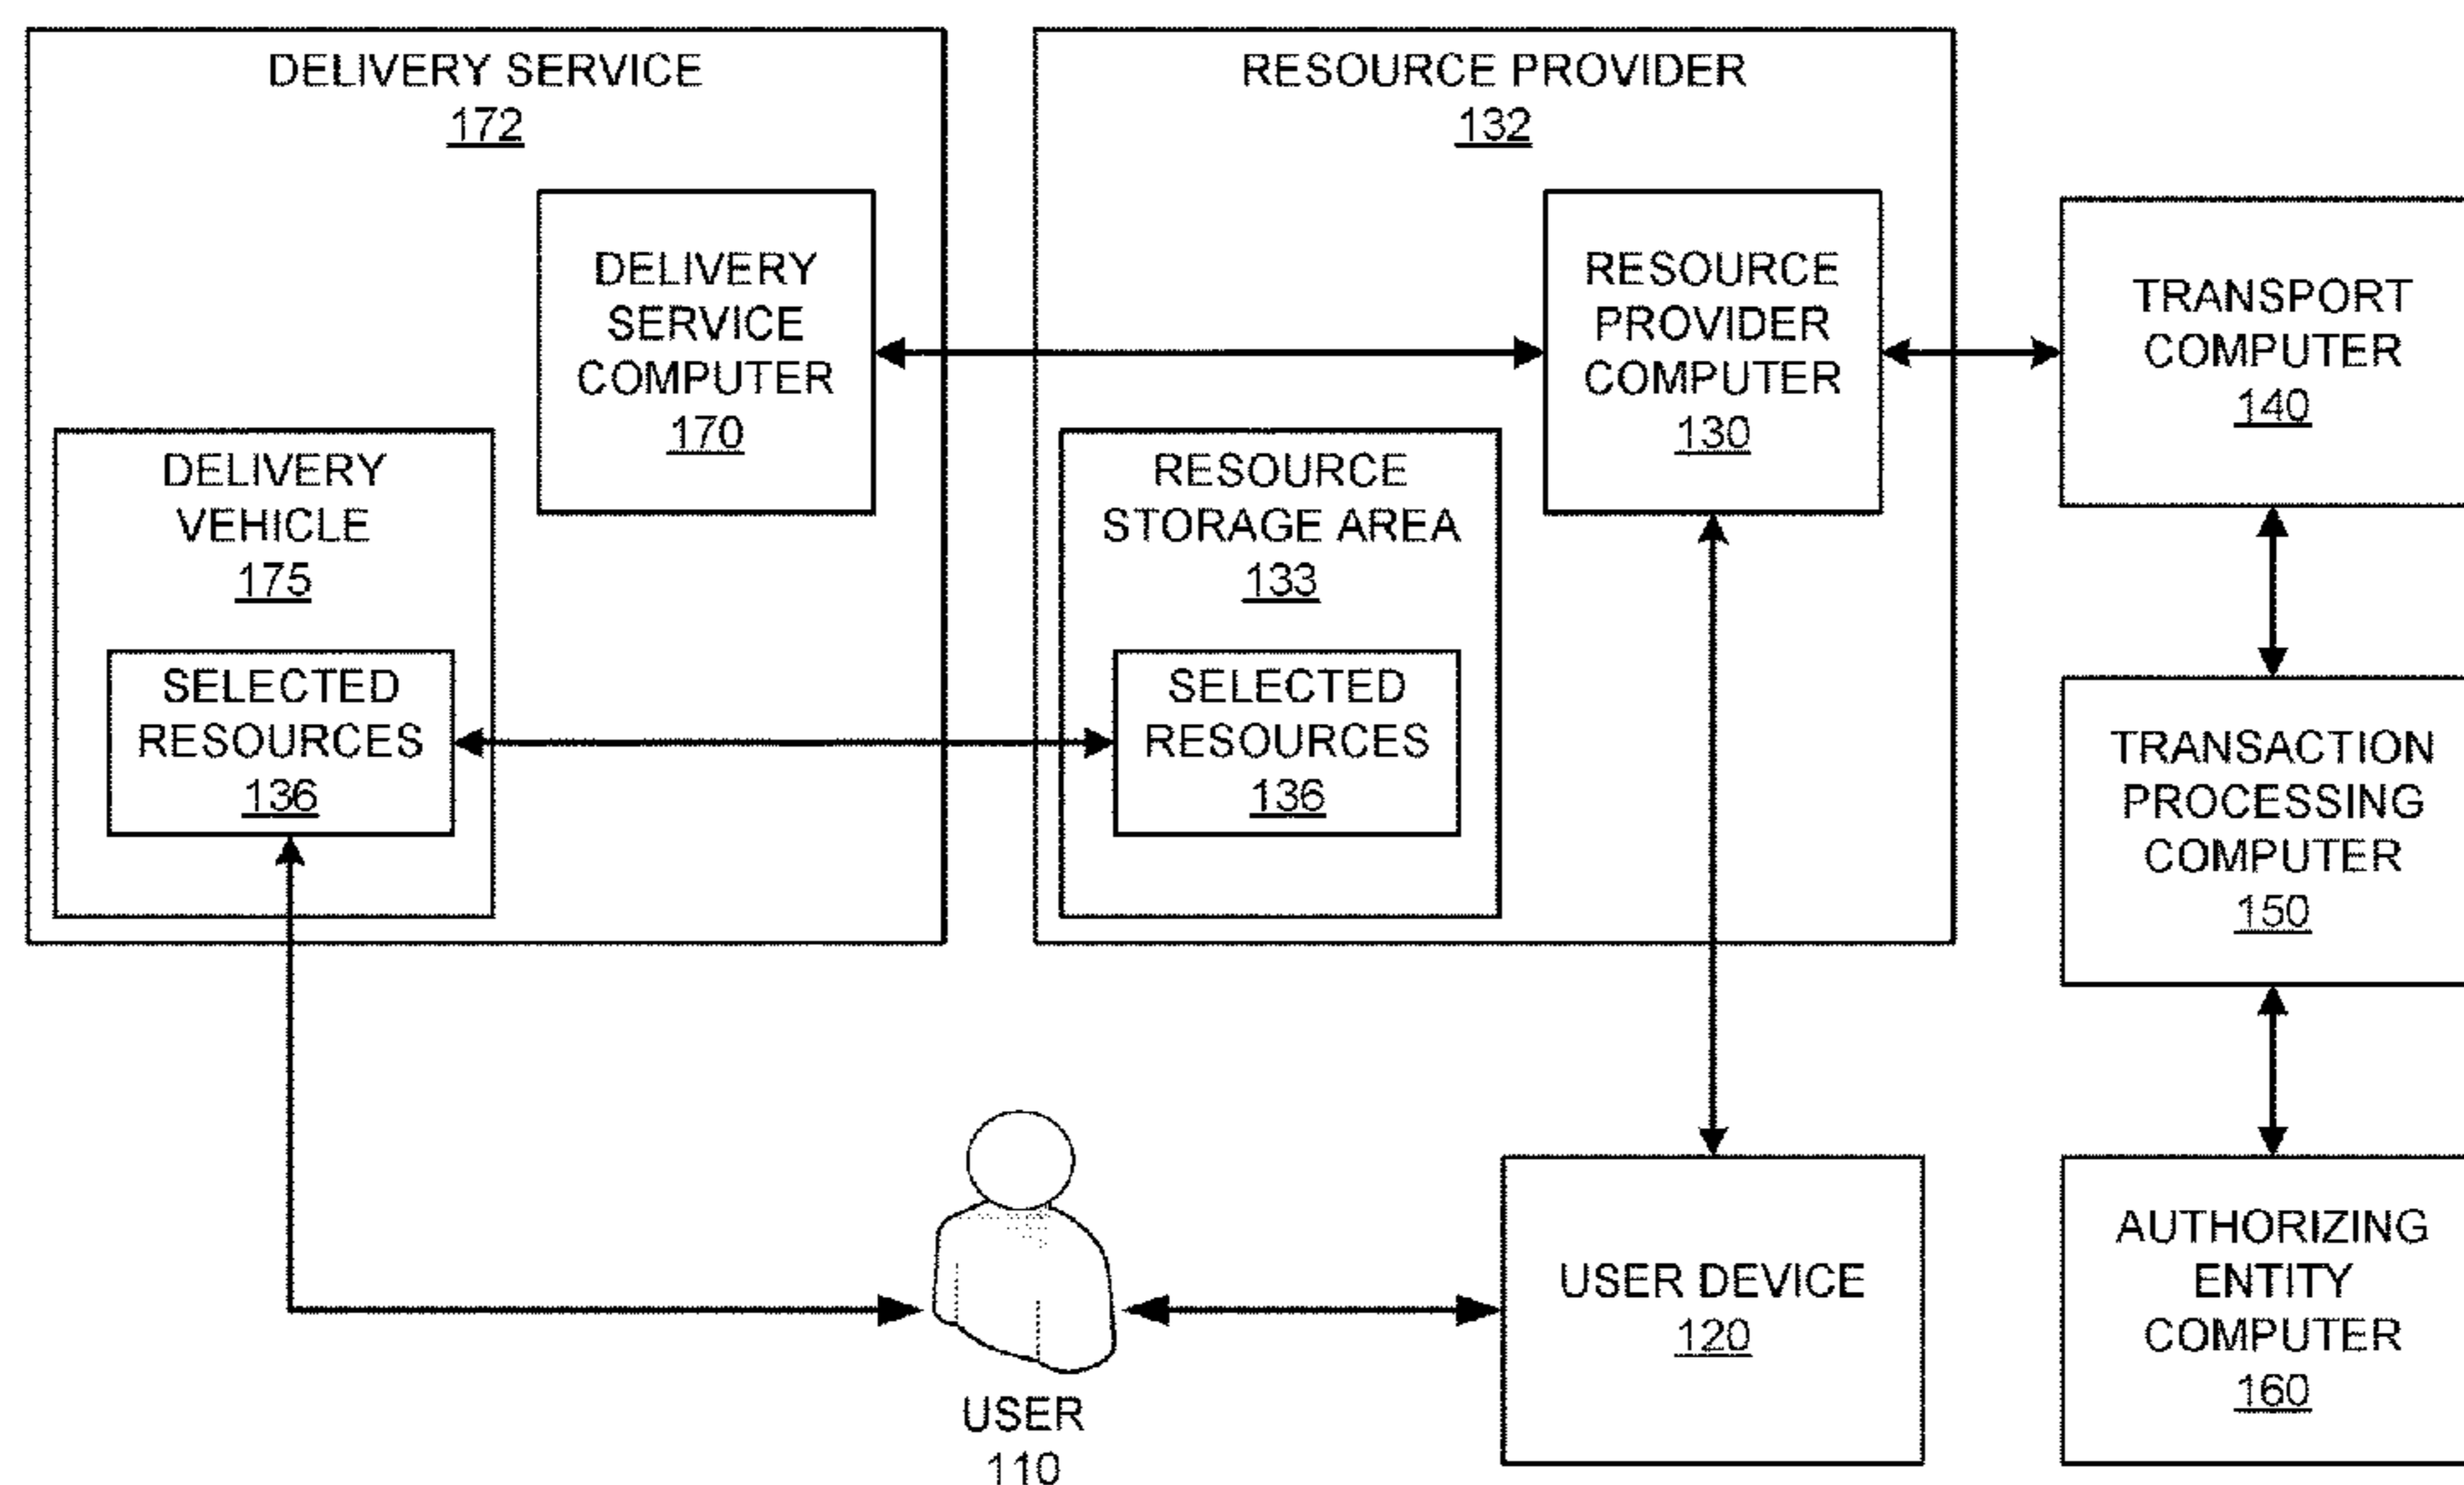 DELIVERY SERVICE
172
DELIVERY
SERVICE
COMPUTER
170
DELIVERY
VEHICLE
175
SELECTED
RESOURCES
136
RESOURCE PROVIDER
132
RESOURCE
PROVIDER
COMPUTER
130
RESOURCE
STORAGE AREA
133
SELECTED
RESOURCES
136
TRANSPORT
COMPUTER
140
TRANSACTION
PROCESSING
COMPUTER
150
AUTHORIZING
ENTITY
COMPUTER
160
USER DEVICE
120
USER
110